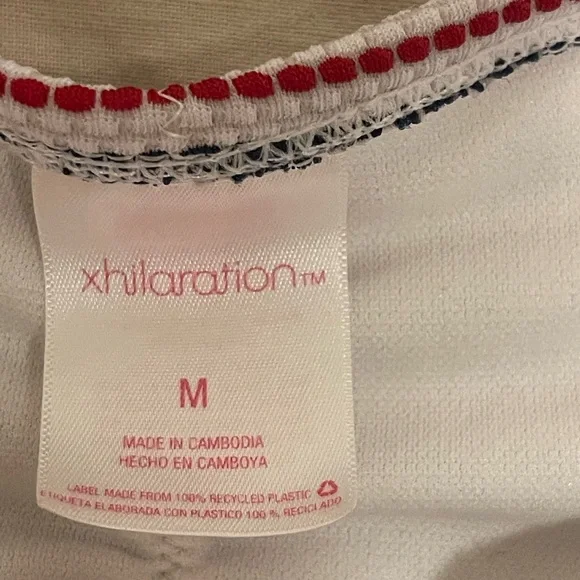 xhilaration™
M
MADE IN CAMBODIA
HECHO EN CAMBOYA
LABEL MADE FROM 100% RECYCLED PLASTIC
ETIQUETA ELABORADA CON PLASTICO 100 % RECICLADO